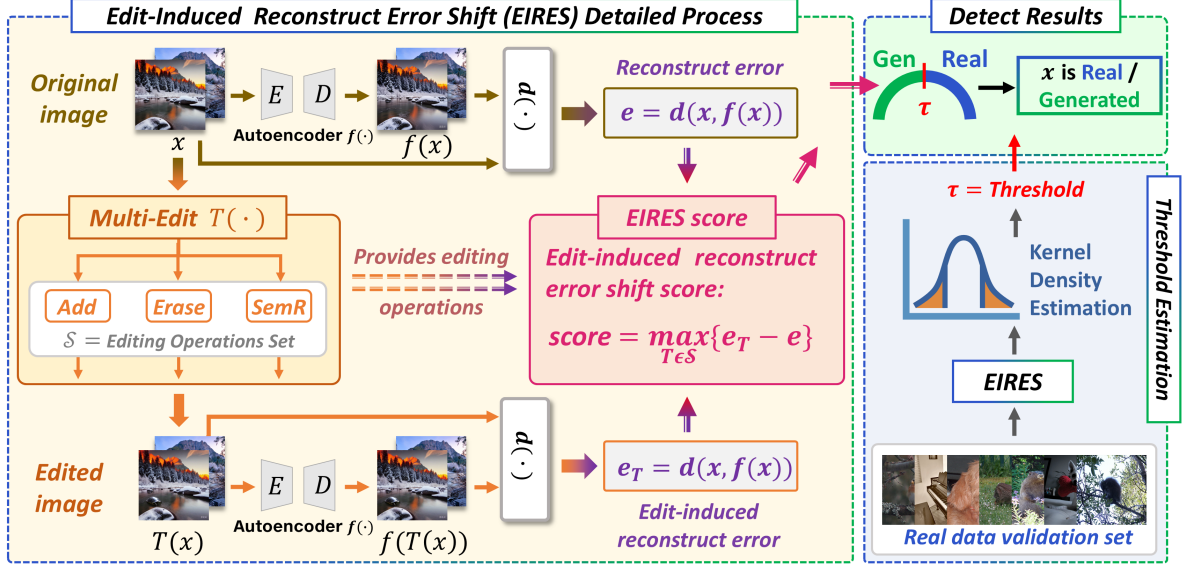 Edit-Induced Reconstruct Error Shift (EIRES) Detailed Process
Original
image
x
E
D
Autoencoder f(·)
f(x)
d(·)
Reconstruct error
e = d(x, f(x))
Multi-Edit T(·)
Add
Erase
SemR
𝒮 = Editing Operations Set
Provides editing
operations
EIRES score
Edit-induced reconstruct
error shift score:
score = max{e_T − e}
TϵS
Edited
image
T(x)
E
D
Autoencoder f(·)
f(T(x))
d(·)
e_T = d(x, f(x))
Edit-induced
reconstruct error
Detect Results
Gen
Real
τ
x is Real /
Generated
τ = Threshold
Kernel
Density
Estimation
EIRES
Real data validation set
Threshold Estimation